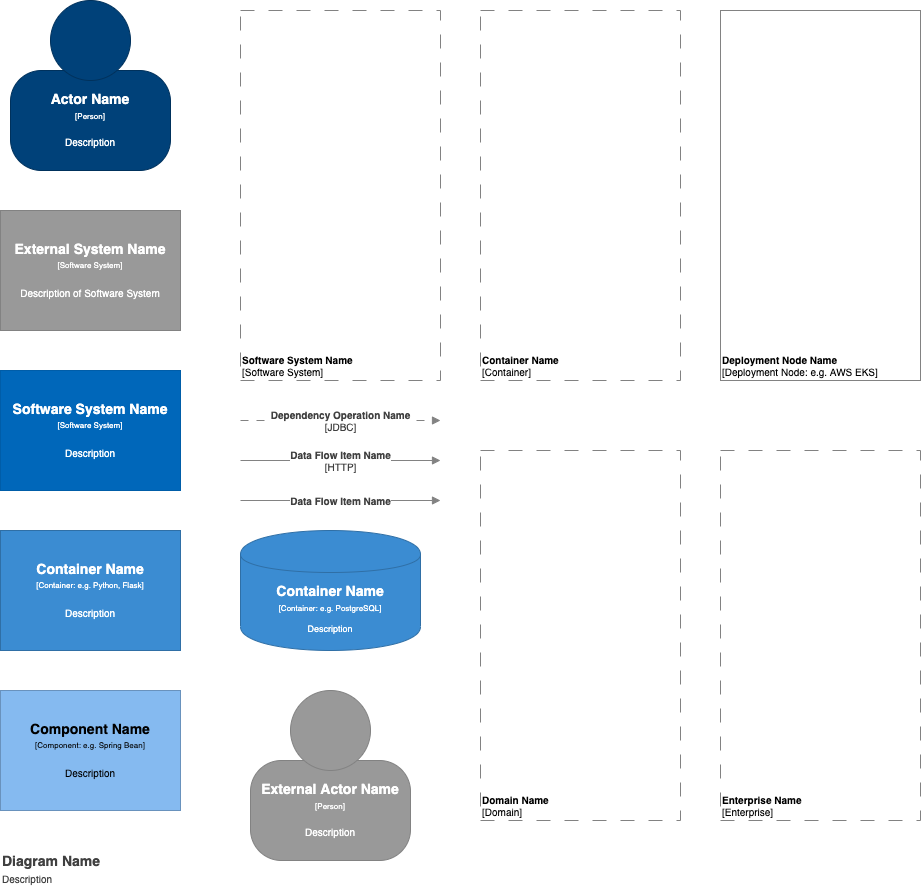 Actor Name
[Person]
Description
External System Name
[Software System]
Description of Software System
Software System Name
[Software System]
Description
Container Name
[Container: e.g. Python, Flask]
Description
Component Name
[Component: e.g. Spring Bean]
Description
Diagram Name
Description
Software System Name
[Software System]
Dependency Operation Name
[JDBC]
Data Flow Item Name
[HTTP]
Data Flow Item Name
Container Name
[Container: e.g. PostgreSQL]
Description
External Actor Name
[Person]
Description
Container Name
[Container]
Domain Name
[Domain]
Deployment Node Name
[Deployment Node: e.g. AWS EKS]
Enterprise Name
[Enterprise]